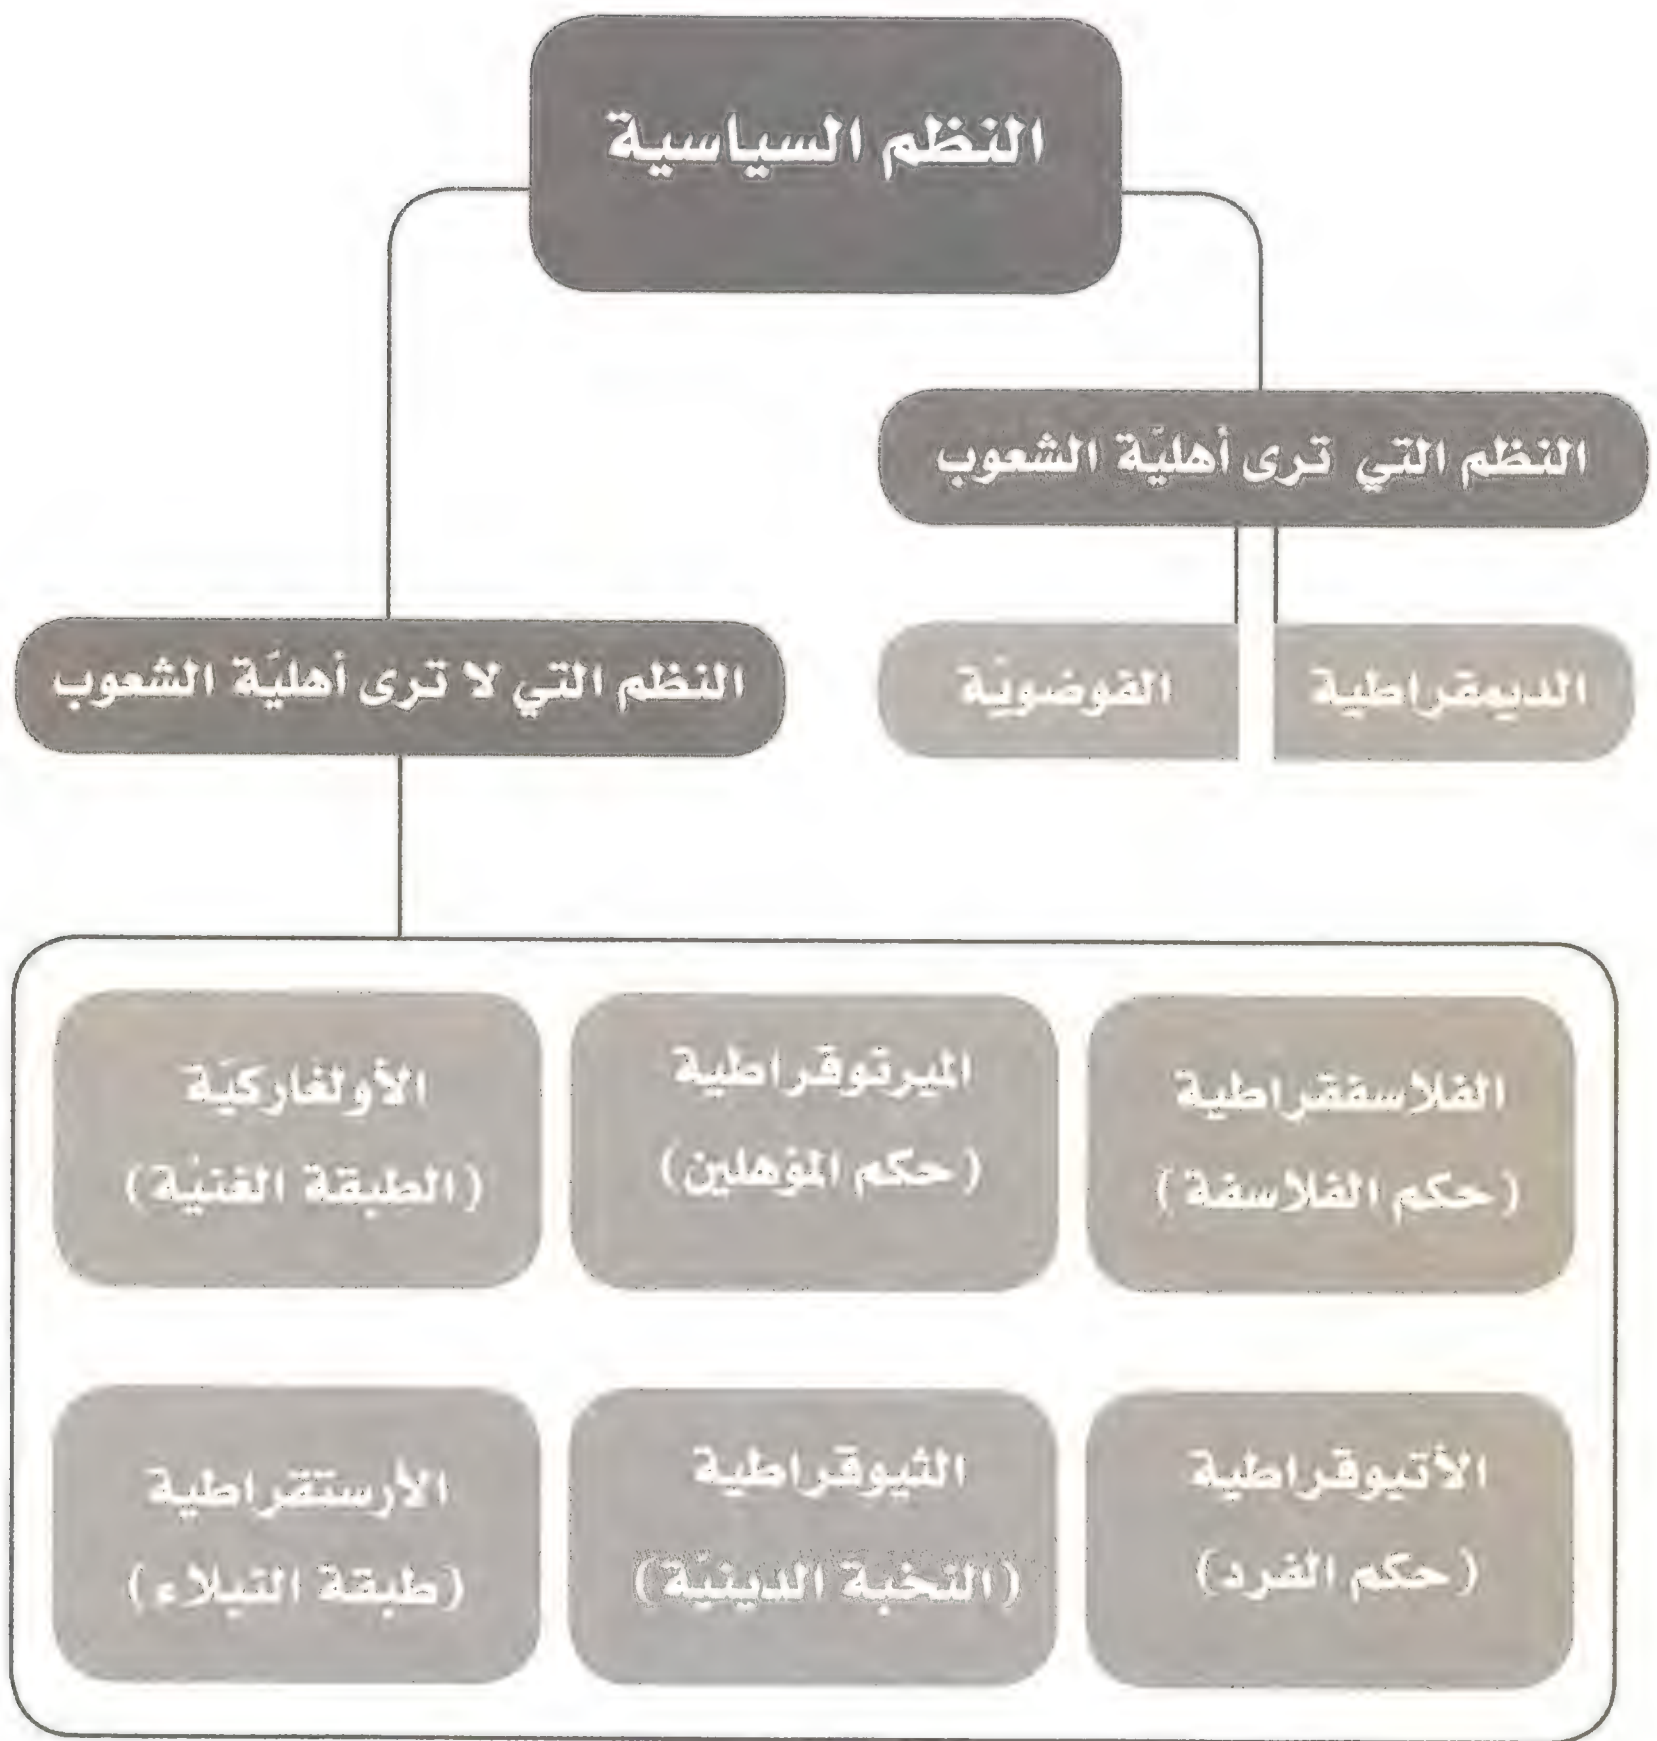 النظم السياسية
النظم التي ترى أهليّة الشعوب
الديمقراطية
الفوضويّة
النظم التي لا ترى أهليّة الشعوب
الفلاسفقراطية
(حكم الفلاسفة)
الميرتوقراطية
(حكم المؤهلين)
الأولغاركيّة
(الطبقة الغنيّة)
الأتيوقراطية
(حكم الفرد)
الثيوقراطية
(النخبة الدينيّة)
الأرستقراطية
(طبقة النبلاء)